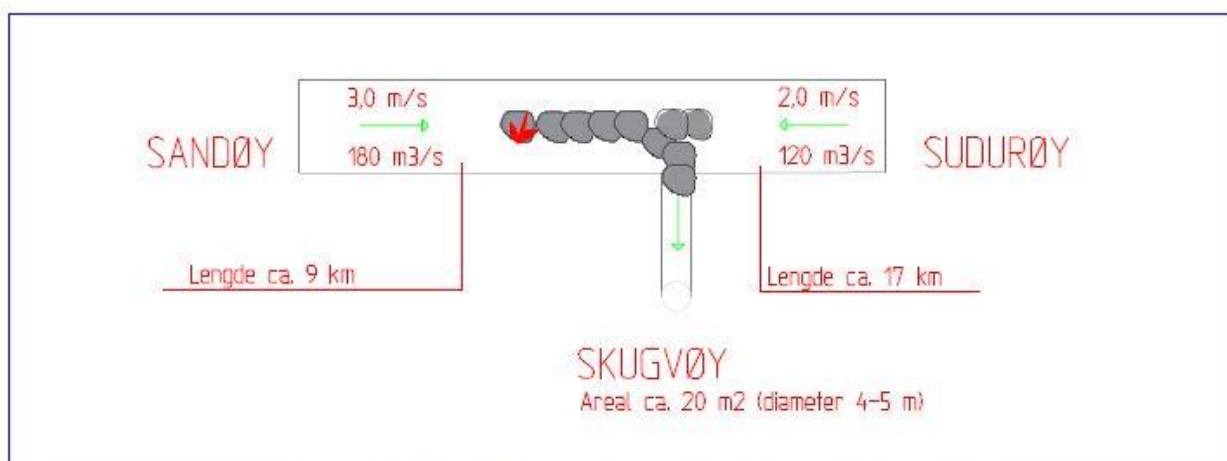 3,0 m/s
2,0 m/s
SANDØY
180 m3/s
120 m3/s
SUDURØY
Lengde ca. 9 km
Lengde ca. 17 km
SKUGVØY
Areal ca. 20 m2 (diameter 4-5 m)